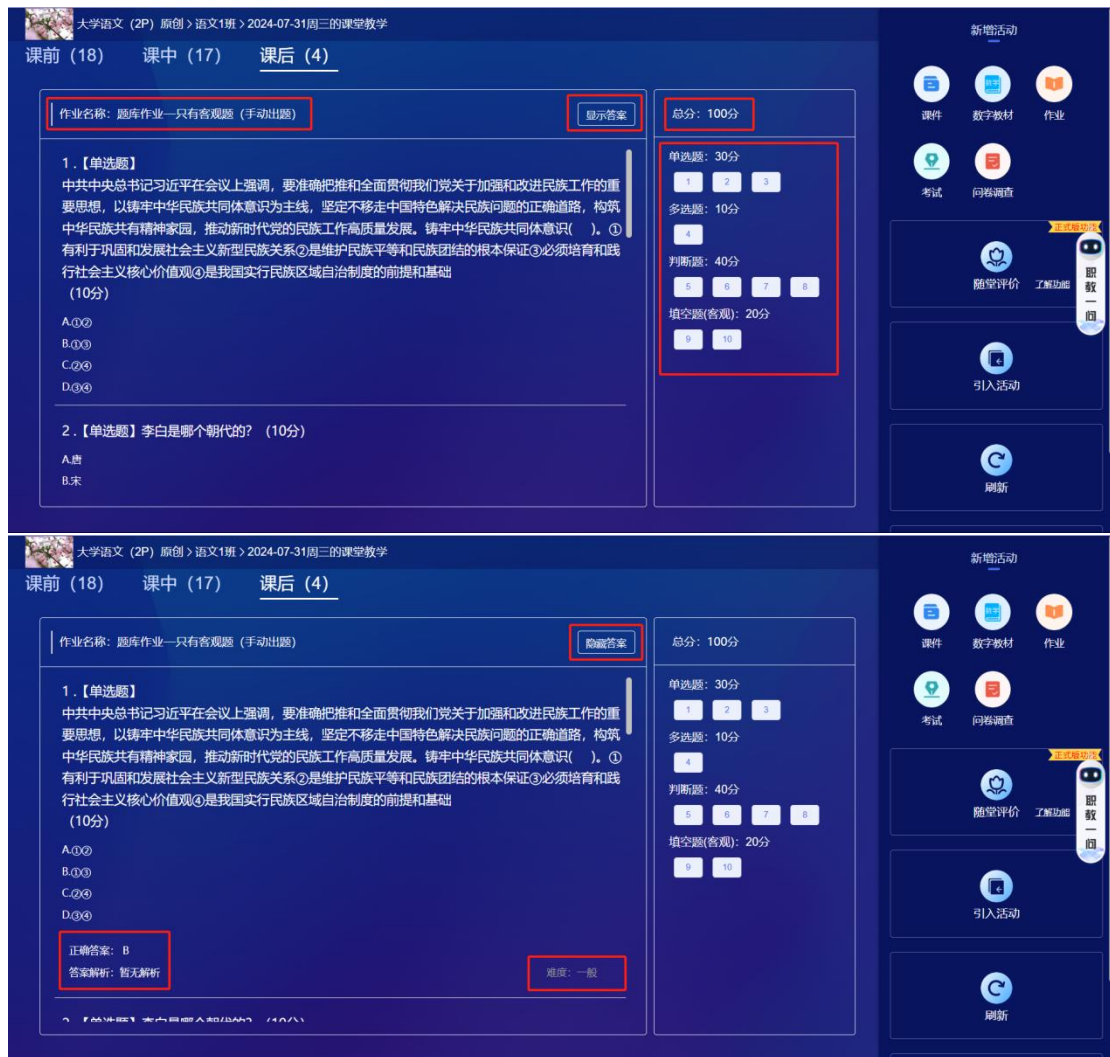 大学语文（2P）原创 > 语文1班 > 2024-07-31周三的课堂教学
课前（18） 课中（17） 课后（4）
作业名称：题库作业—只有客观题（手动出题）
显示答案
1．【单选题】
中共中央总书记习近平在会议上强调，要准确把推和全面贯彻我们党关于加强和改进民族工作的重
要思想，以铸牢中华民族共同体意识为主线，坚定不移走中国特色解决民族问题的正确道路，构筑
中华民族共有精神家园，推动新时代党的民族工作高质量发展。铸牢中华民族共同体意识(　)。①
有利于巩固和发展社会主义新型民族关系②是维护民族平等和民族团结的根本保证③必须培育和践
行社会主义核心价值观④是我国实行民族区域自治制度的前提和基础
（10分）
A.①②
B.①③
C.②④
D.③④
2．【单选题】李白是哪个朝代的？（10分）
A.唐
B.宋
总分：100分
单选题：30分
1 2 3
多选题：10分
4
判断题：40分
5 6 7 8
填空题(客观)：20分
9 10
新增活动
课件 数字教材 作业
考试 问卷调查
正式版功能
随堂评价 了解功能
职教一问
引入活动
刷新
大学语文（2P）原创 > 语文1班 > 2024-07-31周三的课堂教学
课前（18） 课中（17） 课后（4）
作业名称：题库作业—只有客观题（手动出题）
隐藏答案
1．【单选题】
中共中央总书记习近平在会议上强调，要准确把推和全面贯彻我们党关于加强和改进民族工作的重
要思想，以铸牢中华民族共同体意识为主线，坚定不移走中国特色解决民族问题的正确道路，构筑
中华民族共有精神家园，推动新时代党的民族工作高质量发展。铸牢中华民族共同体意识(　)。①
有利于巩固和发展社会主义新型民族关系②是维护民族平等和民族团结的根本保证③必须培育和践
行社会主义核心价值观④是我国实行民族区域自治制度的前提和基础
（10分）
A.①②
B.①③
C.②④
D.③④
正确答案：B
答案解析：暂无解析
难度：一般
2．【单选题】李白是哪个朝代的？（10分）
总分：100分
单选题：30分
1 2 3
多选题：10分
4
判断题：40分
5 6 7 8
填空题(客观)：20分
9 10
新增活动
课件 数字教材 作业
考试 问卷调查
正式版功能
随堂评价 了解功能
职教一问
引入活动
刷新